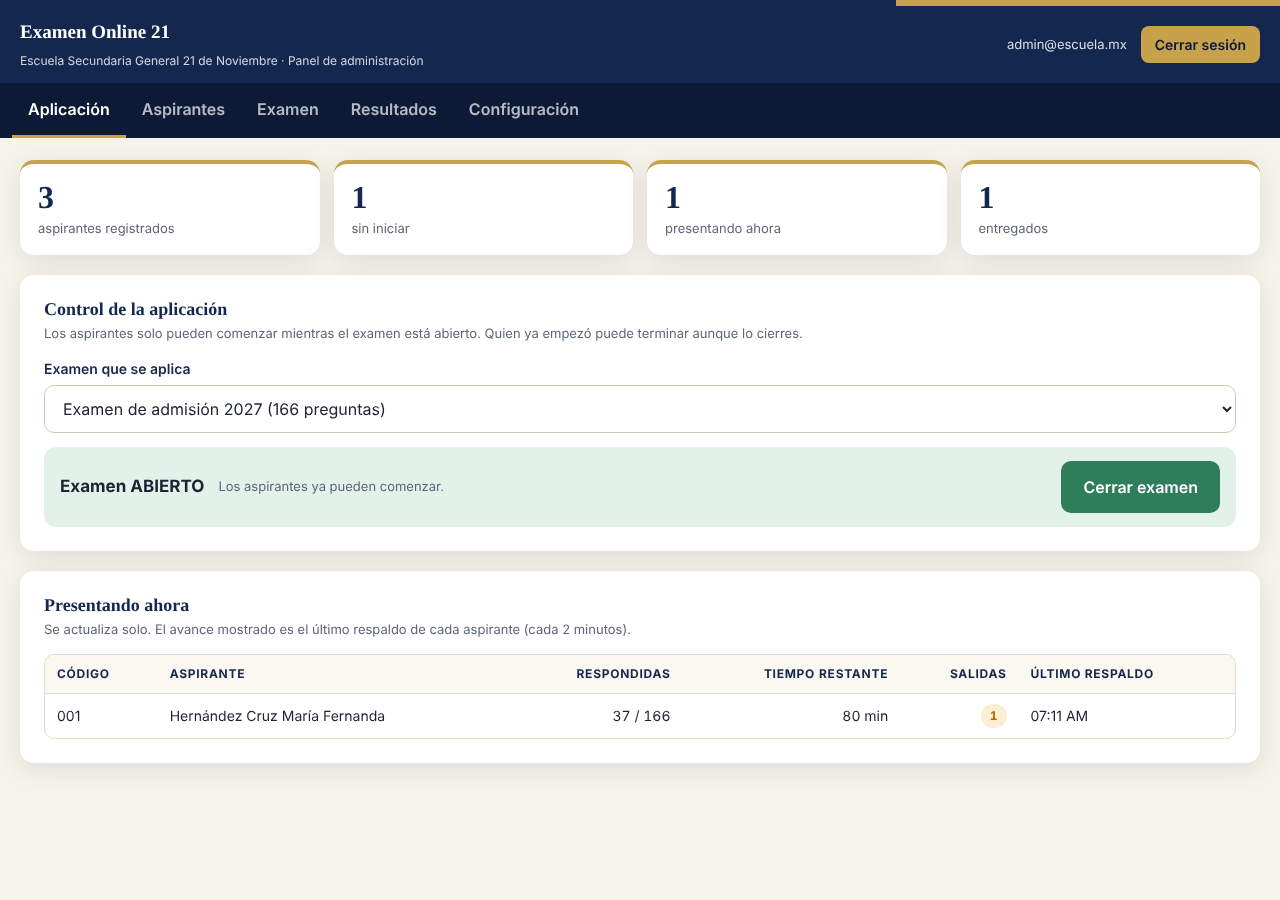 Examen Online 21
Escuela Secundaria General 21 de Noviembre · Panel de administración
admin@escuela.mx
Cerrar sesión
Aplicación Aspirantes Examen Resultados Configuración
3
aspirantes registrados
1
sin iniciar
1
presentando ahora
1
entregados
Control de la aplicación
Los aspirantes solo pueden comenzar mientras el examen está abierto. Quien ya empezó puede terminar aunque lo cierres.
Examen que se aplica
Examen de admisión 2027 (166 preguntas)
Examen ABIERTO Los aspirantes ya pueden comenzar.
Cerrar examen
Presentando ahora
Se actualiza solo. El avance mostrado es el último respaldo de cada aspirante (cada 2 minutos).
CÓDIGO ASPIRANTE RESPONDIDAS TIEMPO RESTANTE SALIDAS ÚLTIMO RESPALDO
001 Hernández Cruz María Fernanda 37 / 166 80 min 1 07:11 AM